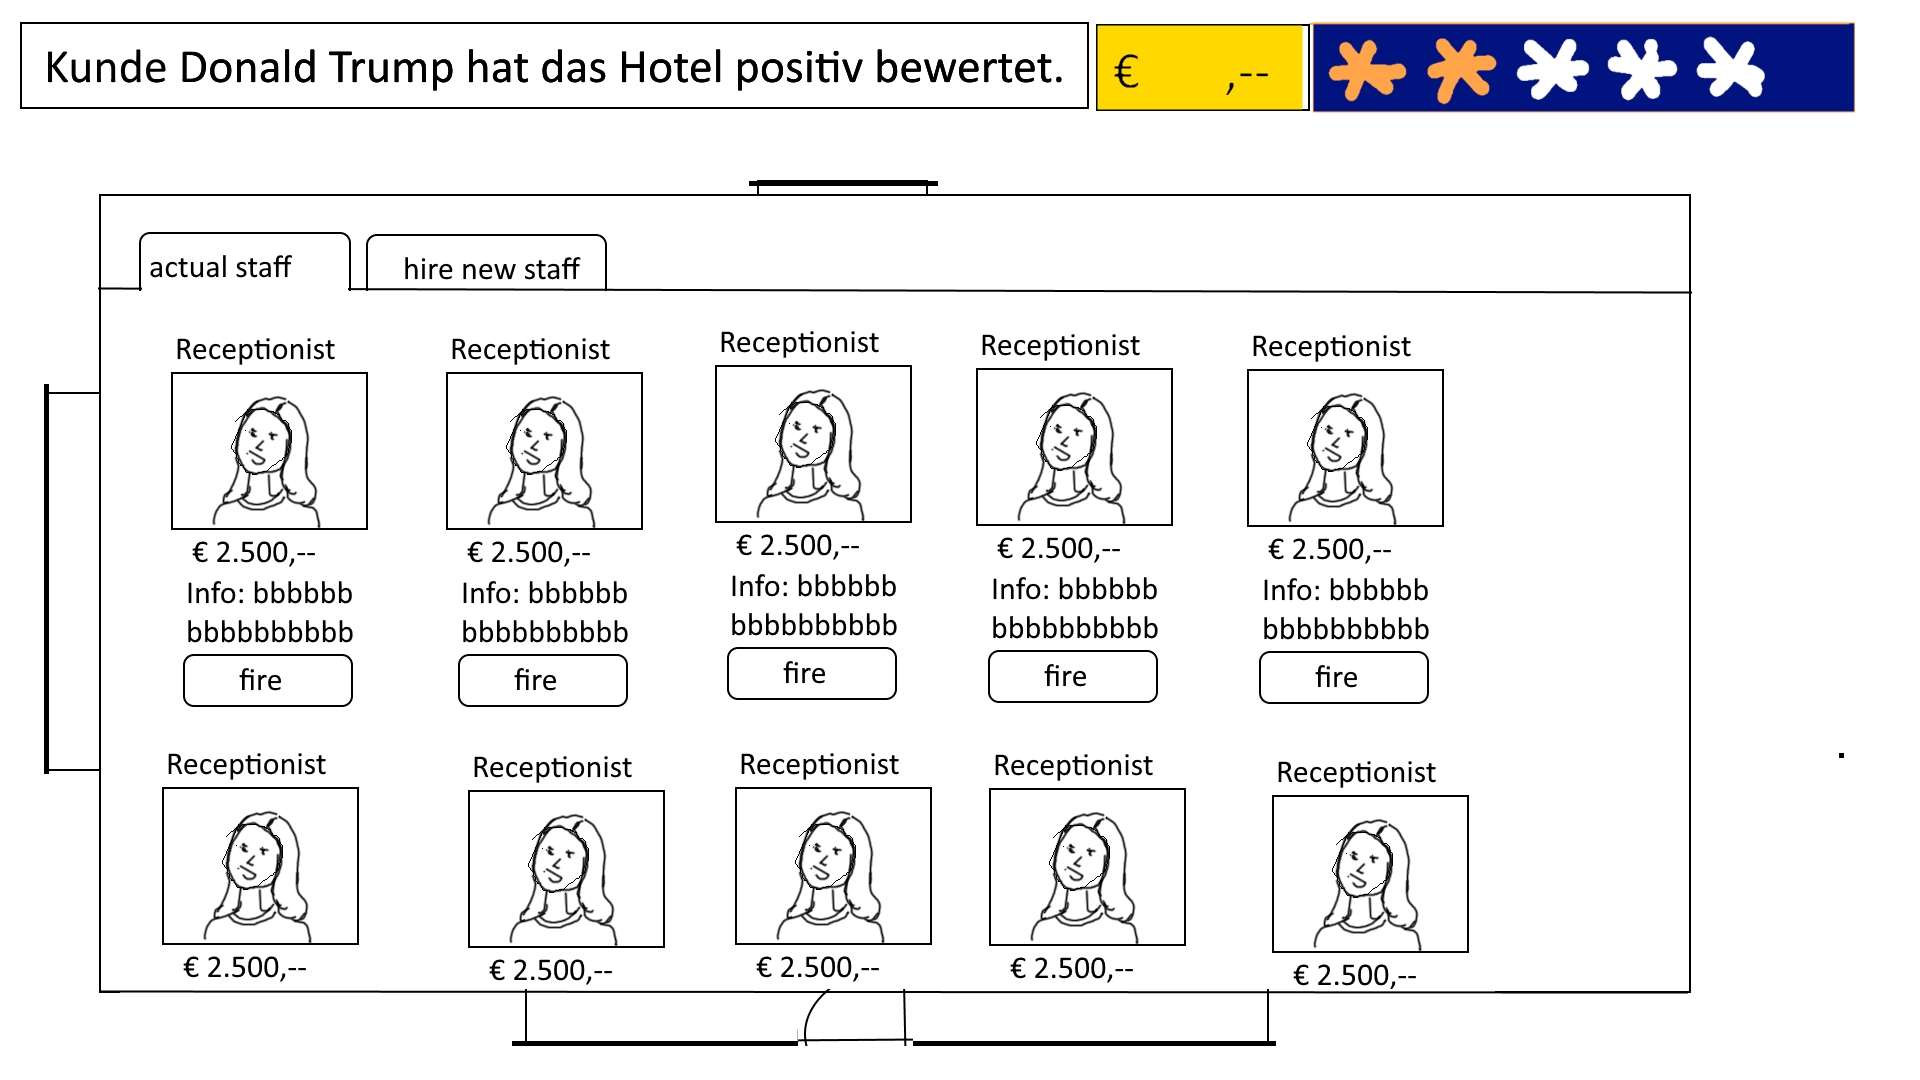 Kunde Donald Trump hat das Hotel positiv bewertet.
€ ,--
actual staff
hire new staff
Receptionist
Receptionist
Receptionist
Receptionist
Receptionist
€ 2.500,--
€ 2.500,--
€ 2.500,--
€ 2.500,--
€ 2.500,--
Info: bbbbbb
bbbbbbbbbb
Info: bbbbbb
bbbbbbbbbb
Info: bbbbbb
bbbbbbbbbb
Info: bbbbbb
bbbbbbbbbb
Info: bbbbbb
bbbbbbbbbb
fire
fire
fire
fire
fire
Receptionist
Receptionist
Receptionist
Receptionist
Receptionist
€ 2.500,--
€ 2.500,--
€ 2.500,--
€ 2.500,--
€ 2.500,--